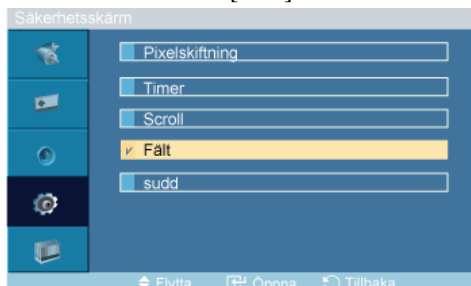 Säkerhetsskärm
Pixelskiftning
Timer
Scroll
Fält
sudd
Flytta Öppna Tillbaka